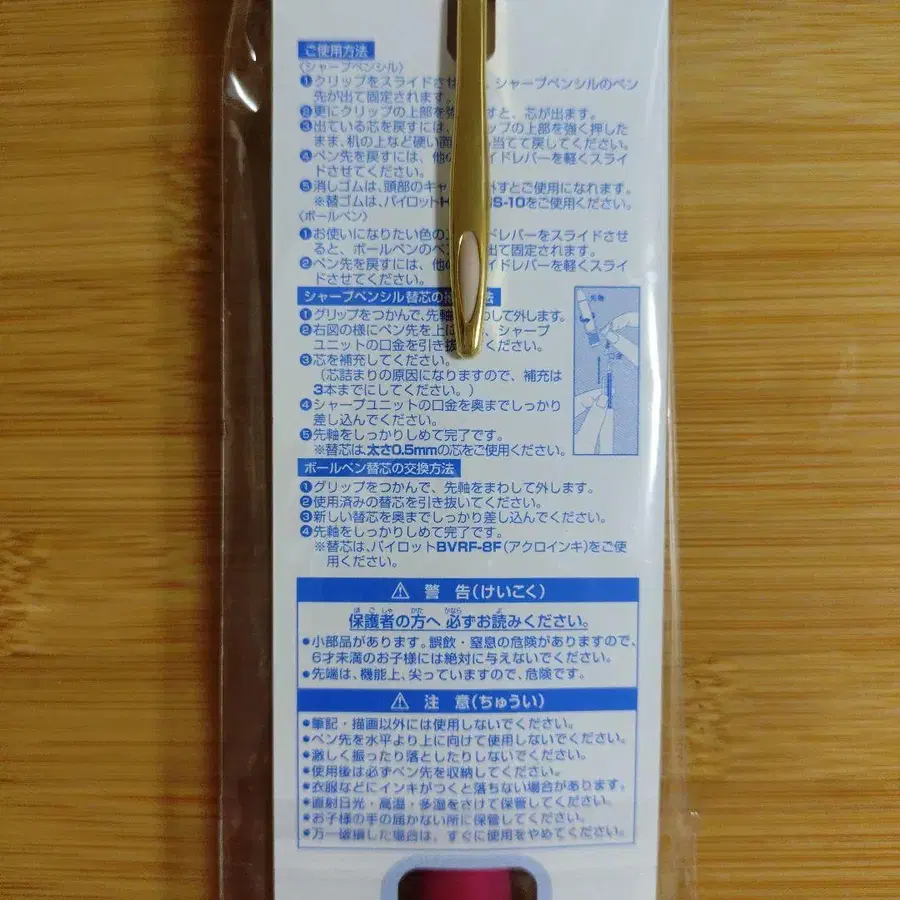 ご使用方法
〈シャープペンシル〉
❶クリップをスライドさせ 、シャープペンシルのペン
先が出て固定されます。
❷更にクリップの上部を強 すと、芯が出ます。
❸出ている芯を戻すには、 ップの上部を強く押した
まま、机の上など硬い面 当てて戻してください。
❹ペン先を戻すには、他の イドレバーを軽くスライ
ドさせてください。
❺消しゴムは、頭部のキャ 外すとご使用になれます。
※替ゴムは、パイロットH S-10をご使用ください。
〈ボールペン〉
❶お使いになりたい色の ドレバーをスライドさせ
ると、ボールペンのペ 出て固定されます。
❷ペン先を戻すには、他 イドレバーを軽くスライ
ドさせてください。
シャープペンシル替芯の 法
❶グリップをつかんで、先軸 わして外します。
先軸
❷右図の様にペン先を上に 、シャープ
ユニットの口金を引き抜 ください。
口金
❸芯を補充してください。
(芯詰まりの原因になりますので、補充は
3本までにしてください。)
❹シャープユニットの口金を奥までしっかり
差し込んでください。
❺先軸をしっかりしめて完了です。
※替芯は、太さ0.5mmの芯をご使用ください。
ボールペン替芯の交換方法
❶グリップをつかんで、先軸をまわして外します。
❷使用済みの替芯を引き抜いてください。
❸新しい替芯を奥までしっかり差し込んでください。
❹先軸をしっかりしめて完了です。
※替芯は、パイロットBVRF-8F(アクロインキ)をご使
用ください。
⚠ 警 告(けいこく)
ほ ご しゃ かた かなら よ
保護者の方へ 必ずお読みください。
●小部品があります。誤飲・窒息の危険がありますので、
6才未満のお子様には絶対に与えないでください。
●先端は、機能上、尖っていますので、危険です。
⚠ 注 意(ちゅうい)
●筆記・描画以外には使用しないでください。
●ペン先を水平より上に向けて使用しないでください。
●激しく振ったり落としたりしないでください。
●使用後は必ずペン先を収納してください。
●衣服などにインキがつくと落ちない場合があります。
●直射日光・高温・多湿をさけて保管してください。
●お子様の手の届かない所に保管してください。
●万一破損した場合は、すぐに使用をやめてください。